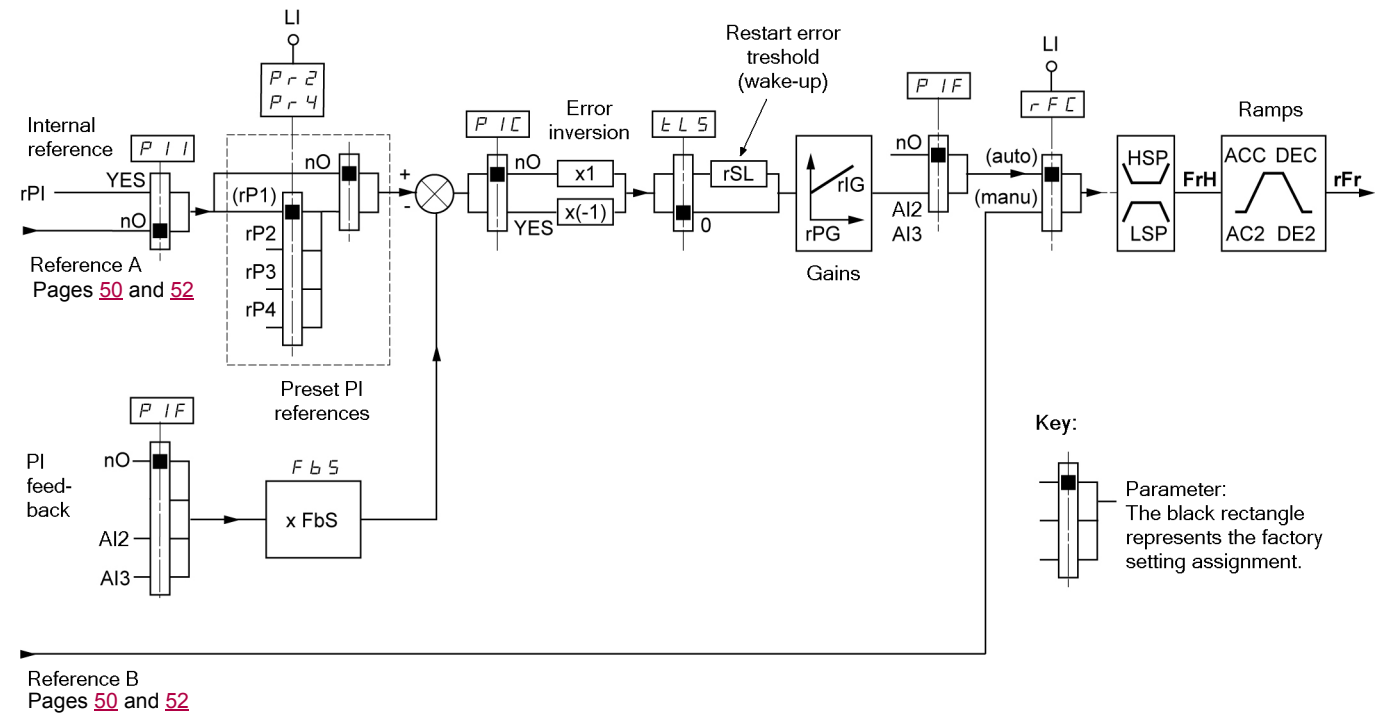 LI
Pr2
Pr4
Internal
reference
PII
YES
rPI
nO
Reference A
Pages 50 and 52
nO
(rP1)
rP2
rP3
rP4
Preset PI
references
+
-
PIC
nO
YES
Error
inversion
x1
x(-1)
tLS
0
Restart error
treshold
(wake-up)
rSL
rIG
rPG
Gains
PIF
nO
AI2
AI3
LI
rFC
(auto)
(manu)
HSP
LSP
FrH
Ramps
ACC DEC
AC2 DE2
rFr
PIF
PI
feed-
back
nO
AI2
AI3
FbS
x FbS
Key:
Parameter:
The black rectangle
represents the factory
setting assignment.
Reference B
Pages 50 and 52